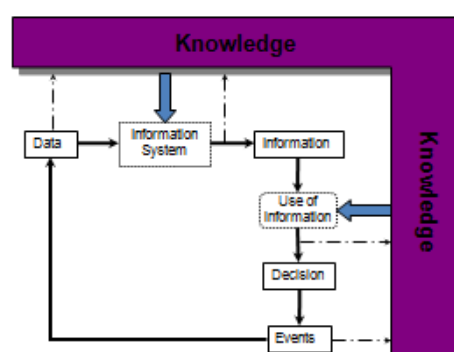 Knowledge
Data
Information
System
Information
Knowledge
Use of
Information
Decision
Events